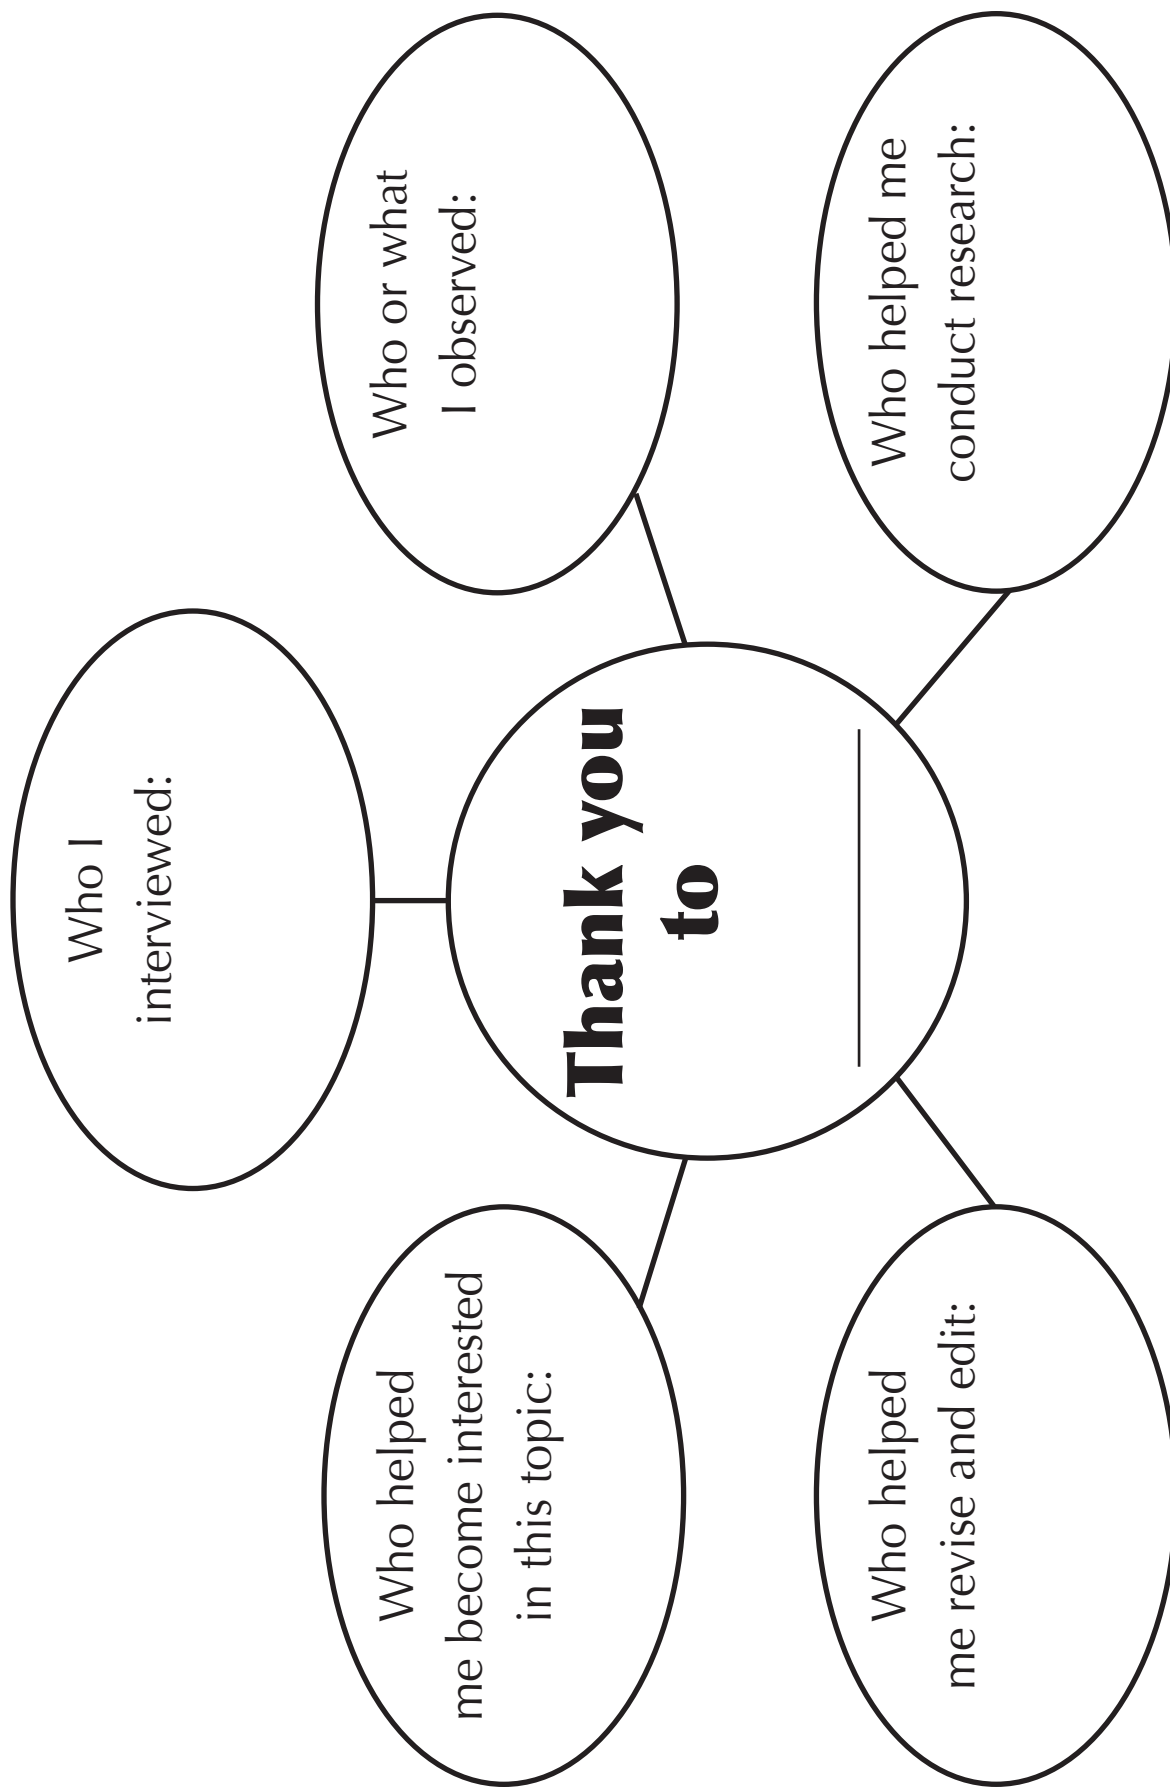 Who I
interviewed:
Who helped
me become interested
in this topic:
Who or what
I observed:
Thank you
to
Who helped
me revise and edit:
Who helped me
conduct research: